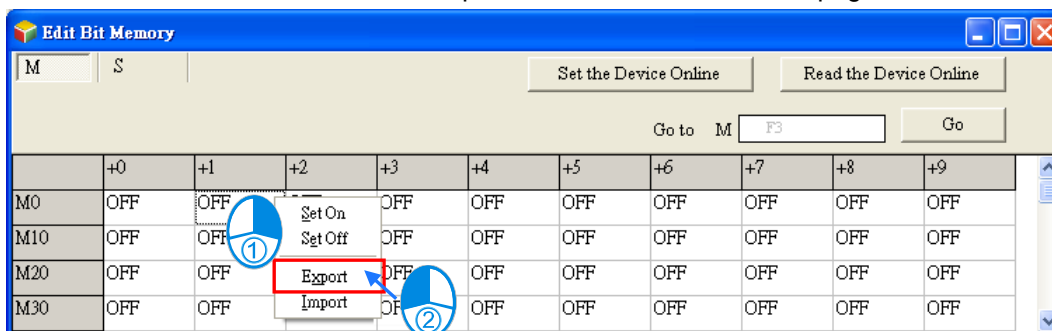 Edit Bit Memory
M S Set the Device Online Read the Device Online
Go to M F3 Go
+0 +1 +2 +3 +4 +5 +6 +7 +8 +9
M0 OFF OFF OFF OFF OFF OFF OFF OFF OFF
Set On
M10 OFF OFF OFF OFF OFF OFF OFF OFF OFF
Set Off
①
M20 OFF OFF OFF OFF OFF OFF OFF OFF OFF
Export
M30 OFF OFF OFF OFF OFF OFF OFF OFF
Import
②